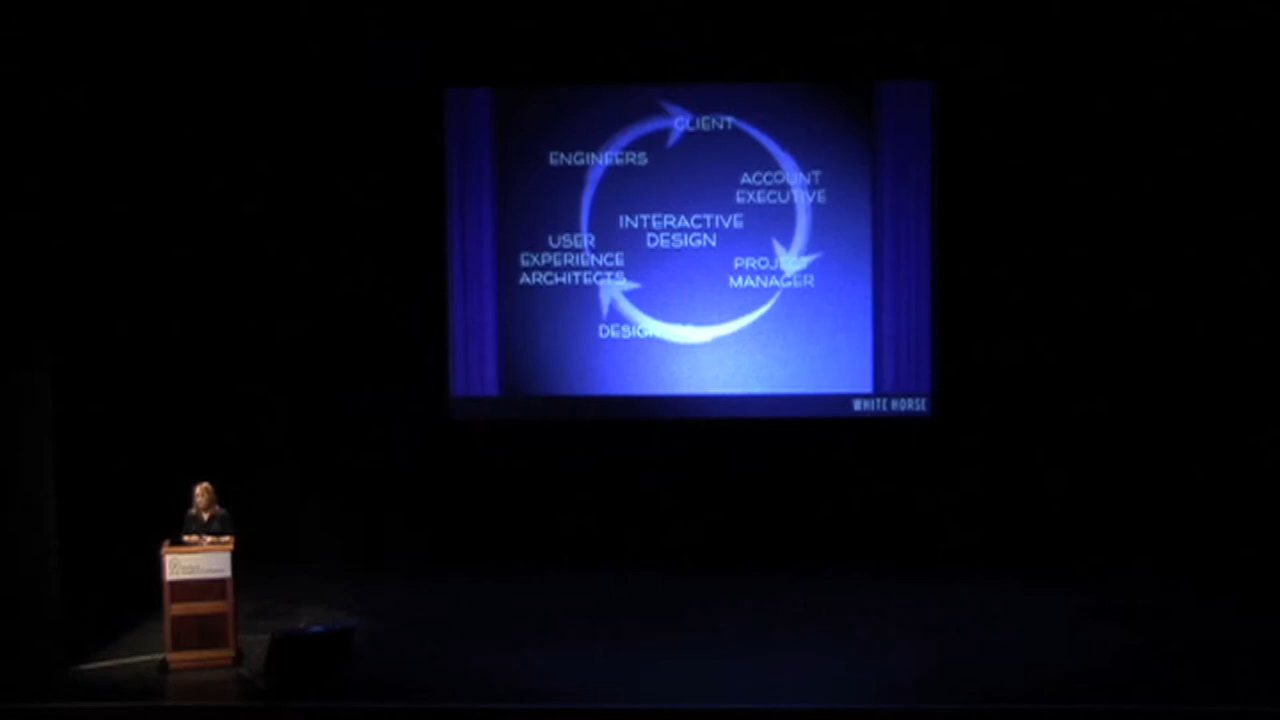 CLIENT
ENGINEERS
ACCOUNT
EXECUTIVE
INTERACTIVE
DESIGN
USER
EXPERIENCE
ARCHITECTS
PROJECT
MANAGER
WHITE HORSE